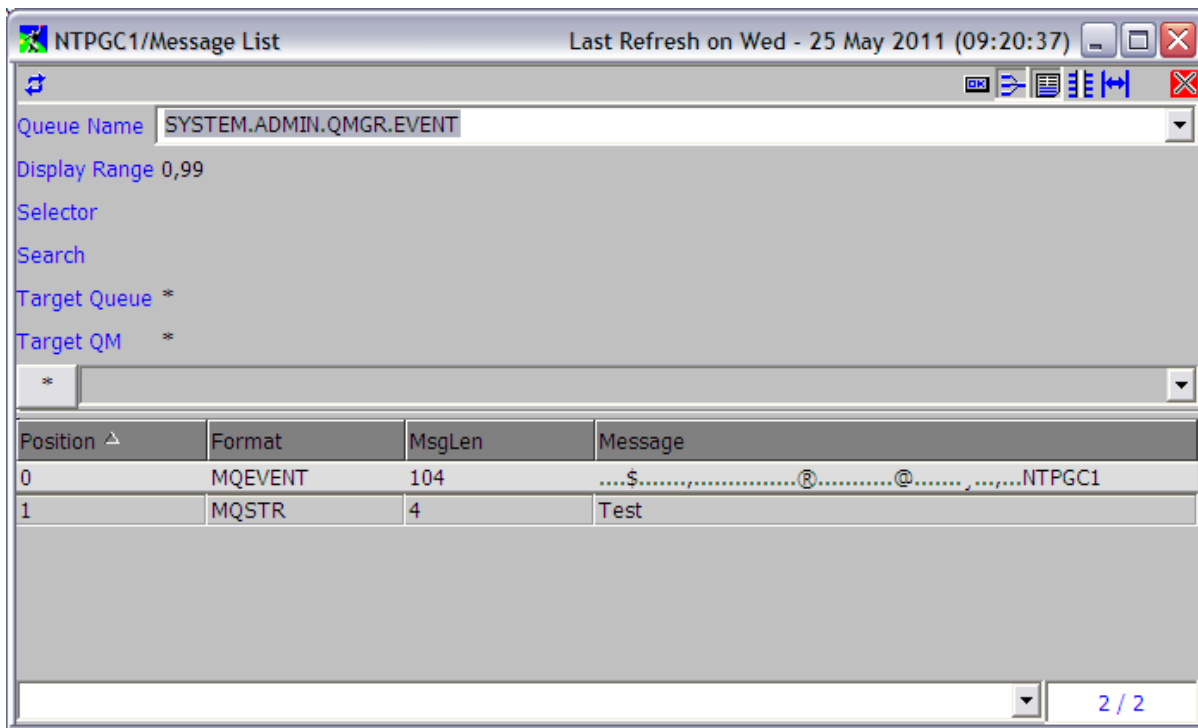 NTPGC1/Message List Last Refresh on Wed - 25 May 2011 (09:20:37)
OK
Queue Name SYSTEM.ADMIN.QMGR.EVENT
Display Range 0,99
Selector
Search
Target Queue *
Target QM *
*
Position Format MsgLen Message
0 MQEVENT 104 ....$.......,...............®...........@.......¸...,...NTPGC1
1 MQSTR 4 Test
2 / 2